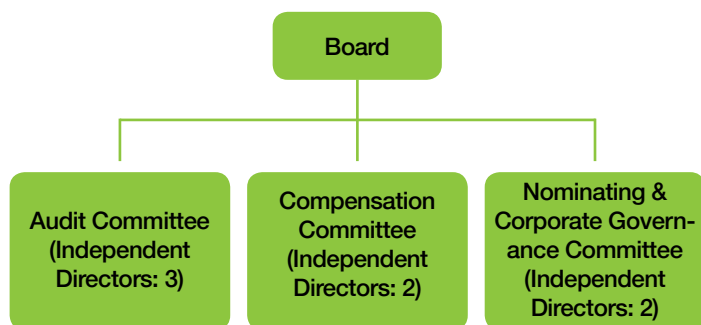 Board
Audit Committee
(Independent
Directors: 3)
Compensation
Committee
(Independent
Directors: 2)
Nominating &
Corporate Govern-
ance Committee
(Independent
Directors: 2)